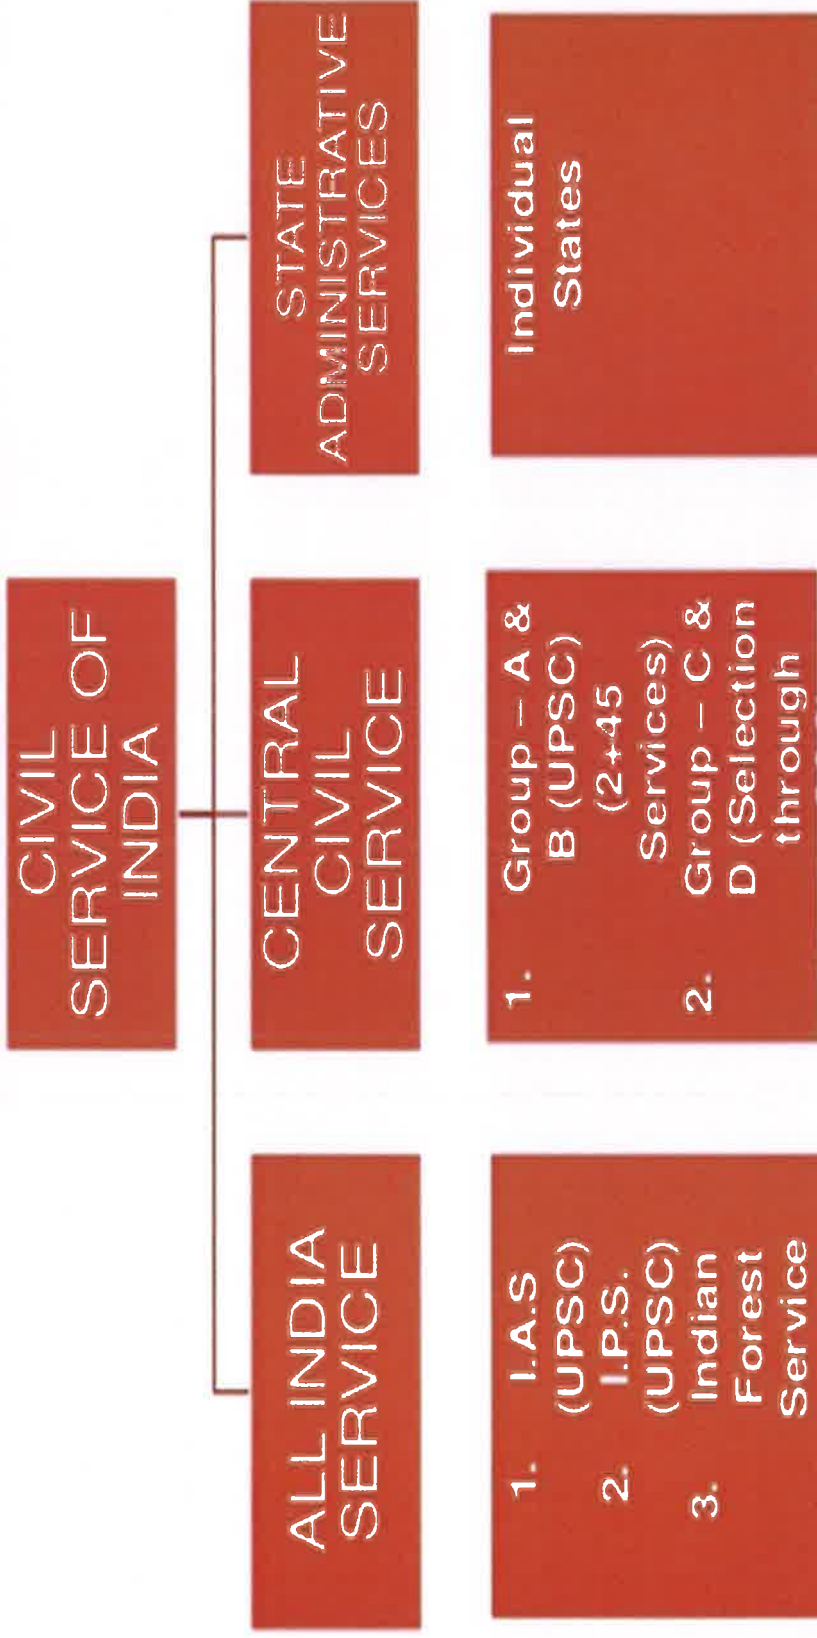 CIVIL
SERVICE OF
INDIA
ALL INDIA
SERVICE
CENTRAL
CIVIL
SERVICE
STATE
ADMINISTRATIVE
SERVICES
1. I.A.S
(UPSC)
2. I.P.S.
(UPSC)
3. Indian
Forest
Service
1. Group – A &
B (UPSC)
(2+45
Services)
2. Group – C &
D (Selection
through
Individual
States